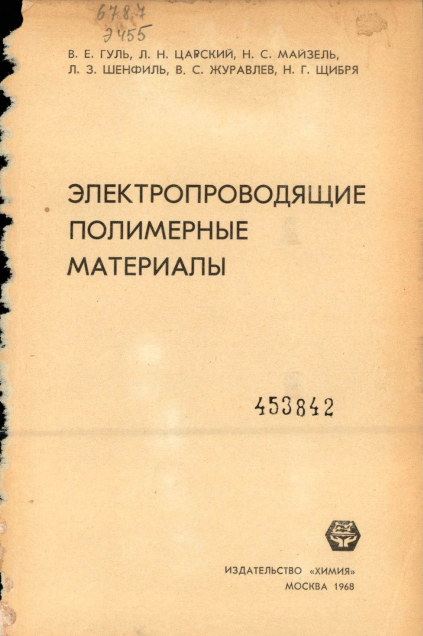 678.7
Э455
В. Е. ГУЛЬ, Л. Н. ЦАРСКИЙ, Н. С. МАЙЗЕЛЬ,
Л. З. ШЕНФИЛЬ, В. С. ЖУРАВЛЕВ, Н. Г. ЩИБРЯ
ЭЛЕКТРОПРОВОДЯЩИЕ
ПОЛИМЕРНЫЕ
МАТЕРИАЛЫ
453842
ИЗДАТЕЛЬСТВО «ХИМИЯ»
МОСКВА 1968